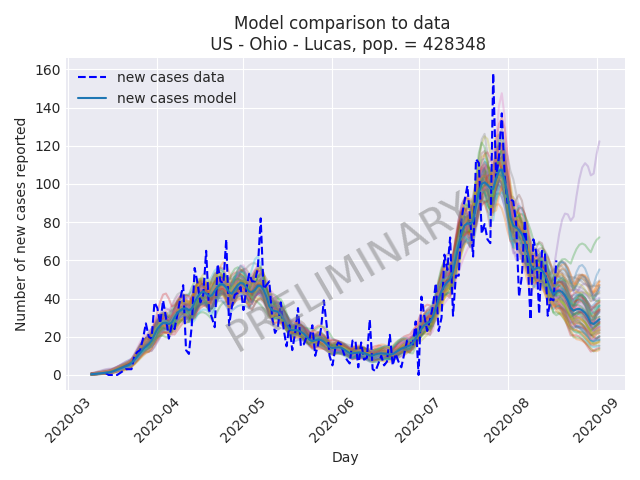 Model comparison to data
US - Ohio - Lucas, pop. = 428348
new cases data
new cases model
Number of new cases reported
160
140
120
100
80
60
40
20
0
PRELIMINARY
2020-03
2020-04
2020-05
2020-06
2020-07
2020-08
2020-09
Day